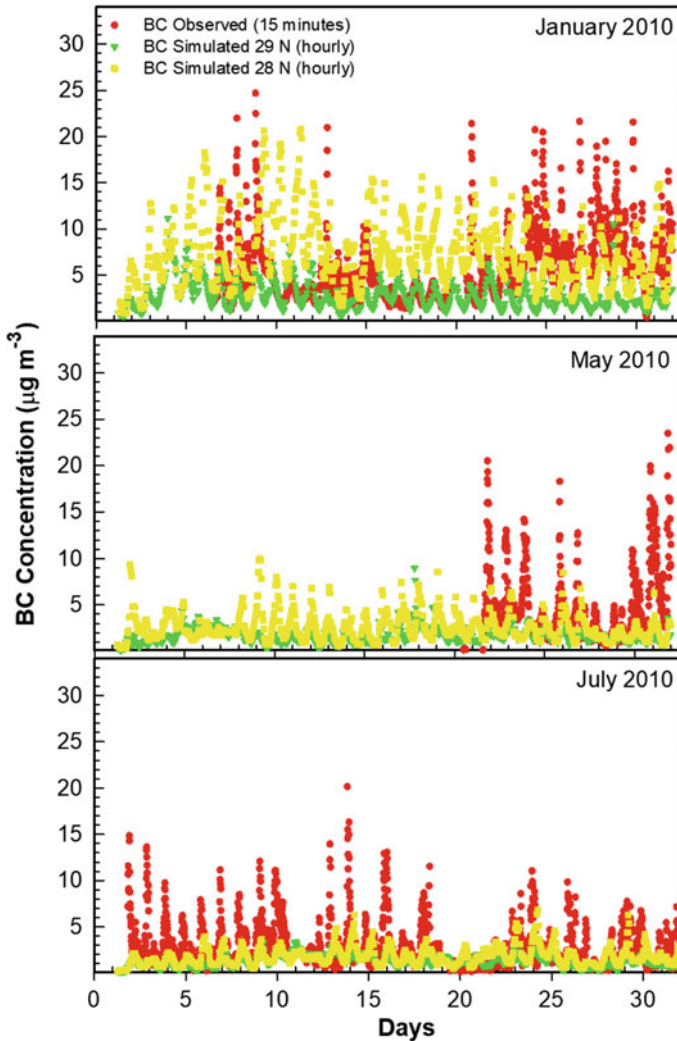 BC Observed (15 minutes)
BC Simulated 29 N (hourly)
BC Simulated 28 N (hourly)
January 2010
30
25
20
15
10
5
May 2010
30
25
20
15
10
5
July 2010
30
25
20
15
10
5
0 5 10 15 20 25 30
Days
BC Concentration (μg m⁻³)